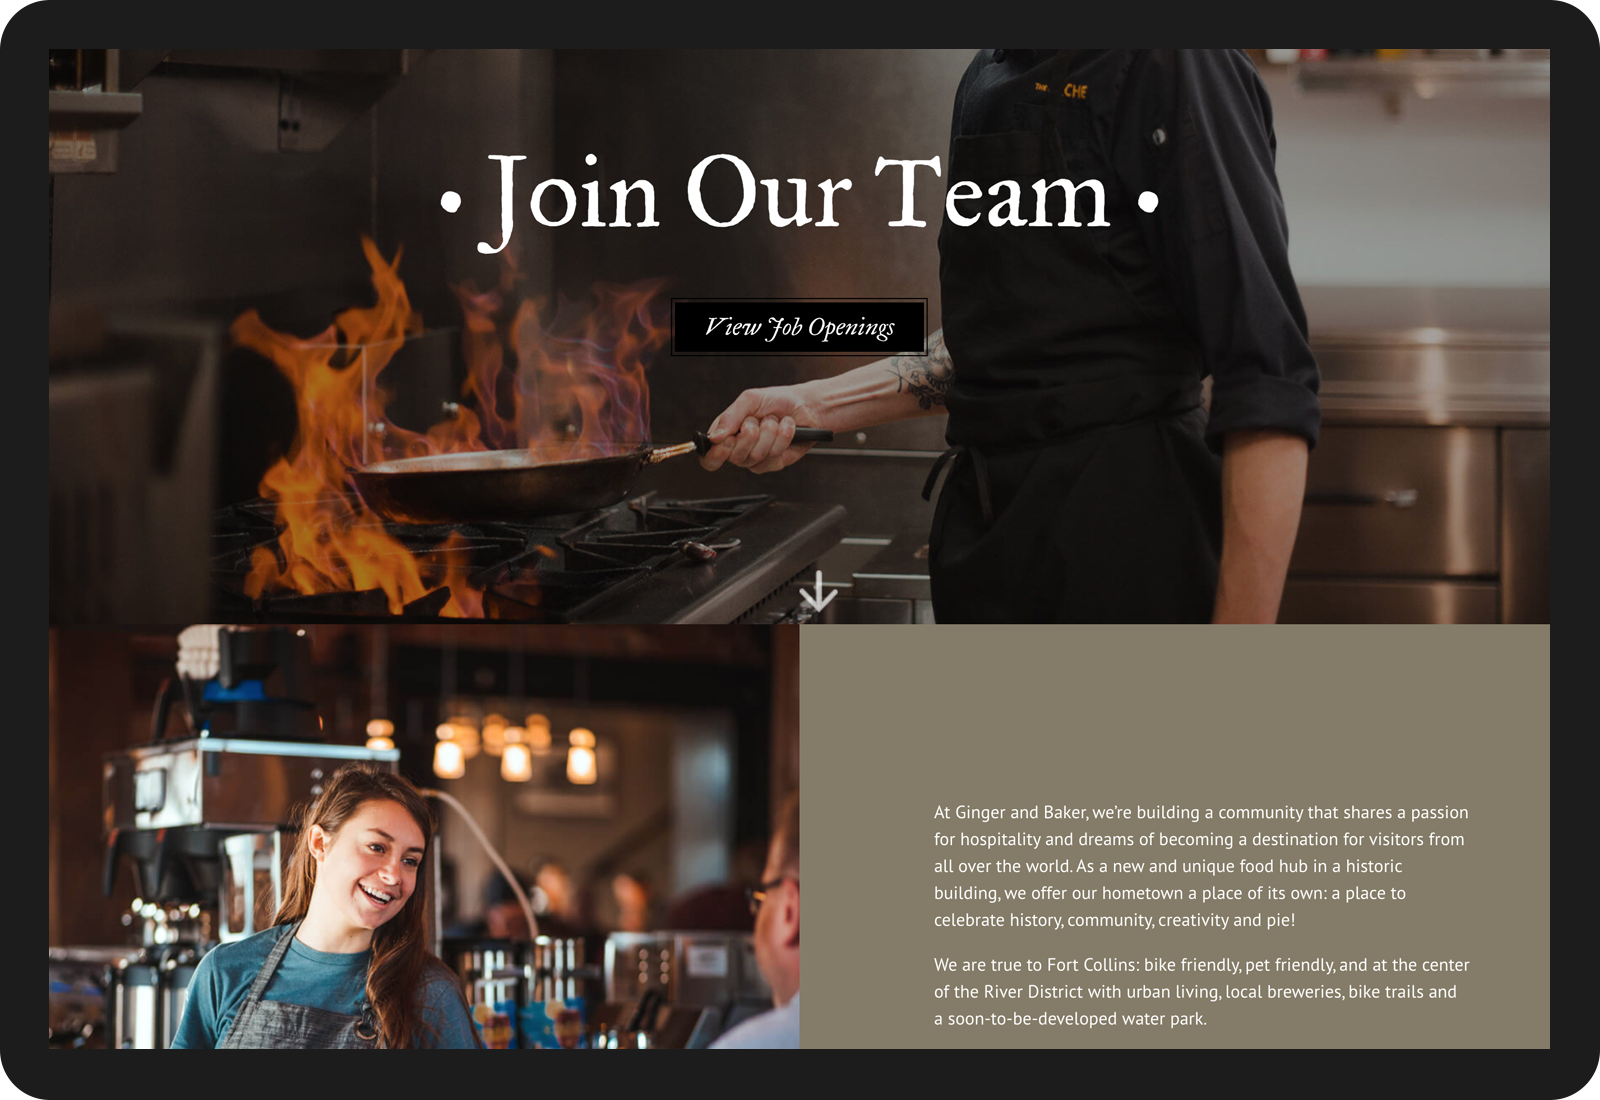 THE CHE
• Join Our Team •
View Job Openings
At Ginger and Baker, we’re building a community that shares a passion
for hospitality and dreams of becoming a destination for visitors from
all over the world. As a new and unique food hub in a historic
building, we offer our hometown a place of its own: a place to
celebrate history, community, creativity and pie!
We are true to Fort Collins: bike friendly, pet friendly, and at the center
of the River District with urban living, local breweries, bike trails and
a soon-to-be-developed water park.